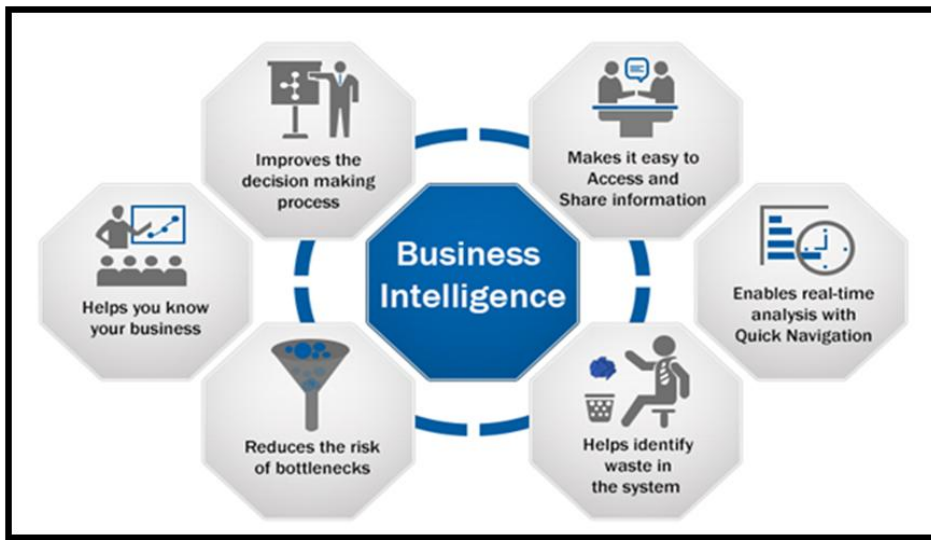 Improves the
decision making
process
Makes it easy to
Access and
Share information
Helps you know
your business
Business
Intelligence
Enables real-time
analysis with
Quick Navigation
Reduces the risk
of bottlenecks
Helps identify
waste in
the system